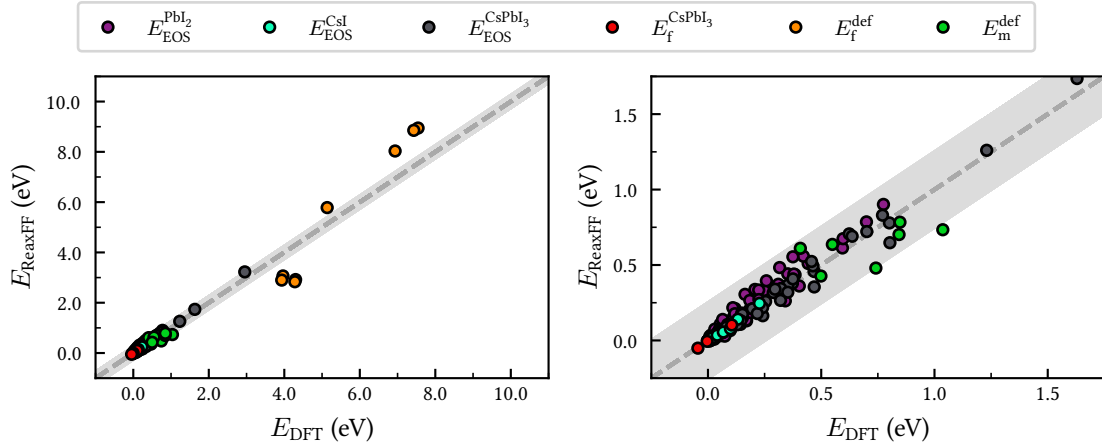 E_EOS^PbI2 E_EOS^CsI E_EOS^CsPbI3 E_f^CsPbI3 E_f^def E_m^def
10.0
8.0
6.0
4.0
2.0
0.0
E_ReaxFF (eV)
0.0 2.0 4.0 6.0 8.0 10.0
E_DFT (eV)
1.5
1.0
0.5
0.0
E_ReaxFF (eV)
0.0 0.5 1.0 1.5
E_DFT (eV)